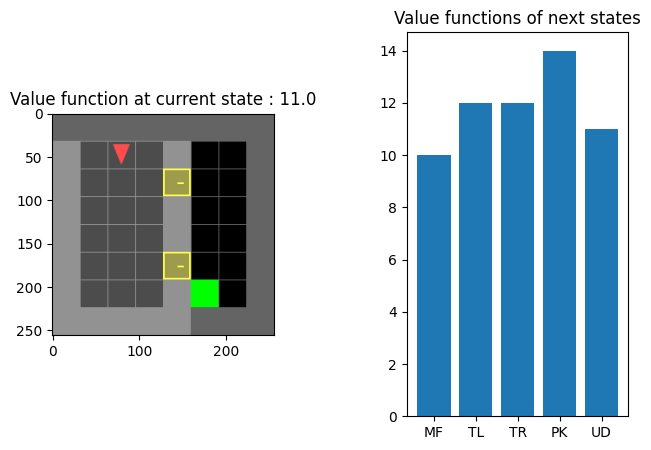 Value functions of next states
Value function at current state : 11.0
0
50
100
150
200
250
0
100
200
14
12
10
8
6
4
2
0
MF
TL
TR
PK
UD